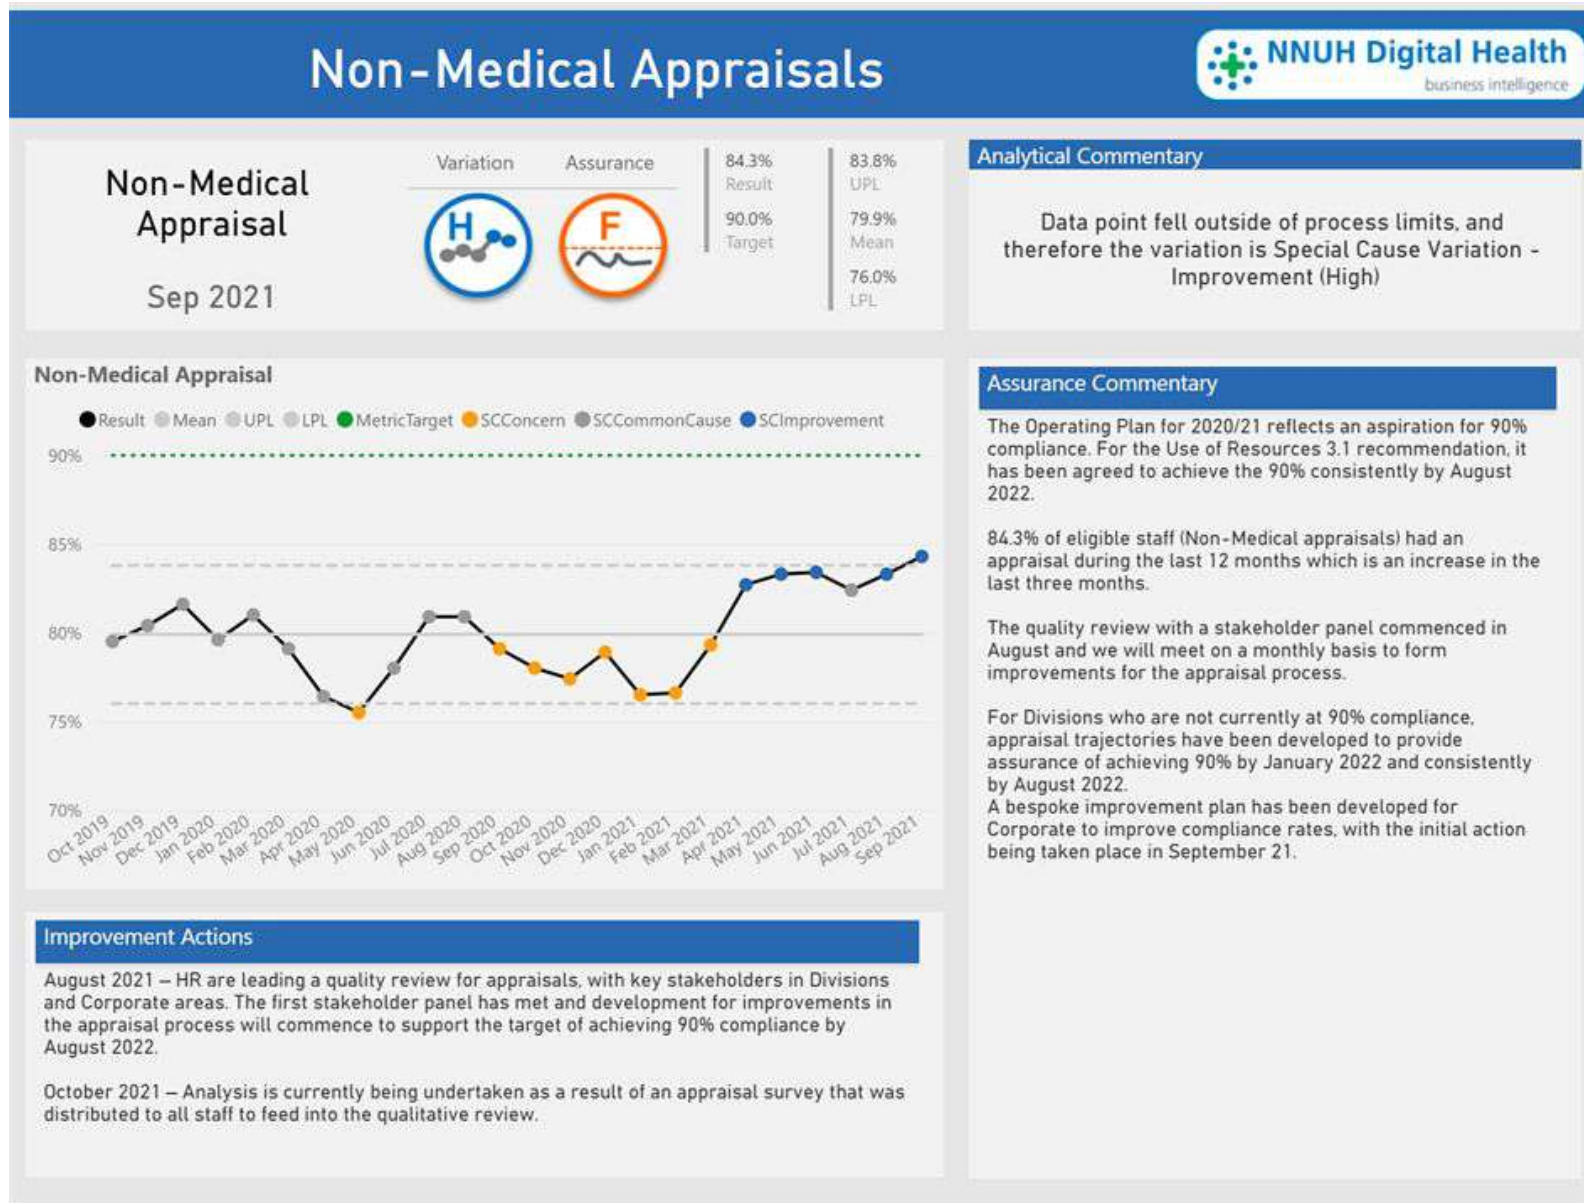 Non-Medical Appraisals
NNUH Digital Health
business intelligence
Non-Medical
Appraisal
Sep 2021
Variation
Assurance
H
F
84.3%
Result
90.0%
Target
83.8%
UPL
79.9%
Mean
76.0%
LPL
Analytical Commentary
Data point fell outside of process limits, and
therefore the variation is Special Cause Variation -
Improvement (High)
Non-Medical Appraisal
Result Mean UPL LPL MetricTarget SCConcern SCCommonCause SCImprovement
90%
85%
80%
75%
70%
Oct 2019
Nov 2019
Dec 2019
Jan 2020
Feb 2020
Mar 2020
Apr 2020
May 2020
Jun 2020
Jul 2020
Aug 2020
Sep 2020
Oct 2020
Nov 2020
Dec 2020
Jan 2021
Feb 2021
Mar 2021
Apr 2021
May 2021
Jun 2021
Jul 2021
Aug 2021
Sep 2021
Assurance Commentary
The Operating Plan for 2020/21 reflects an aspiration for 90%
compliance. For the Use of Resources 3.1 recommendation, it
has been agreed to achieve the 90% consistently by August
2022.
84.3% of eligible staff (Non-Medical appraisals) had an
appraisal during the last 12 months which is an increase in the
last three months.
The quality review with a stakeholder panel commenced in
August and we will meet on a monthly basis to form
improvements for the appraisal process.
For Divisions who are not currently at 90% compliance,
appraisal trajectories have been developed to provide
assurance of achieving 90% by January 2022 and consistently
by August 2022.
A bespoke improvement plan has been developed for
Corporate to improve compliance rates, with the initial action
being taken place in September 21.
Improvement Actions
August 2021 – HR are leading a quality review for appraisals, with key stakeholders in Divisions
and Corporate areas. The first stakeholder panel has met and development for improvements in
the appraisal process will commence to support the target of achieving 90% compliance by
August 2022.
October 2021 – Analysis is currently being undertaken as a result of an appraisal survey that was
distributed to all staff to feed into the qualitative review.